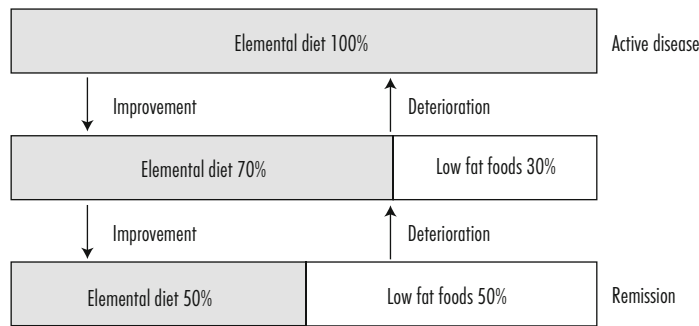 Elemental diet 100%
Active disease
Improvement
Deterioration
Elemental diet 70%
Low fat foods 30%
Improvement
Deterioration
Elemental diet 50%
Low fat foods 50%
Remission